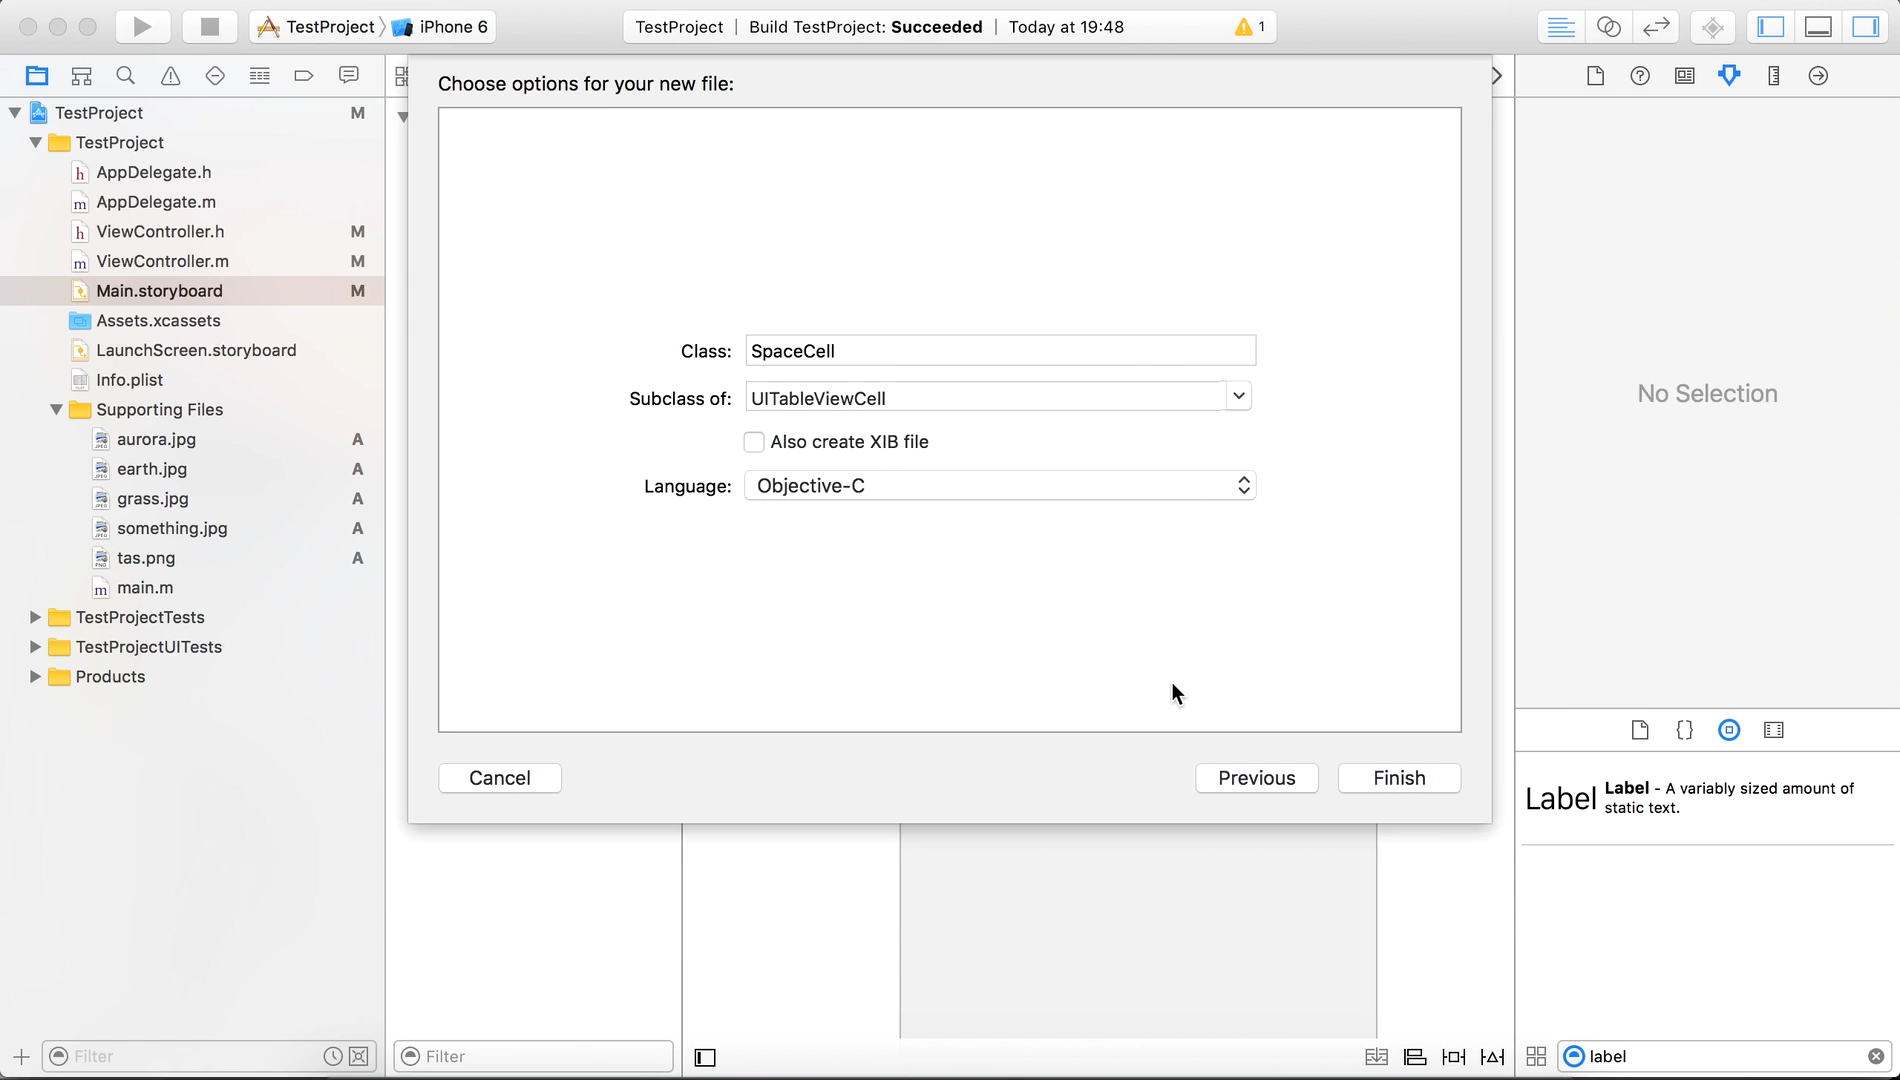 TestProject
iPhone 6
TestProject | Build TestProject: Succeeded | Today at 19:48
1
TestProject M
TestProject
h AppDelegate.h
m AppDelegate.m
h ViewController.h M
m ViewController.m M
Main.storyboard M
Assets.xcassets
LaunchScreen.storyboard
Info.plist
Supporting Files
aurora.jpg A
earth.jpg A
grass.jpg A
something.jpg A
tas.png A
m main.m
TestProjectTests
TestProjectUITests
Products
Filter
Choose options for your new file:
Class: SpaceCell
Subclass of: UITableViewCell
Also create XIB file
Language: Objective-C
Cancel
Previous
Finish
Filter
No Selection
{}
Label
Label - A variably sized amount of
static text.
label